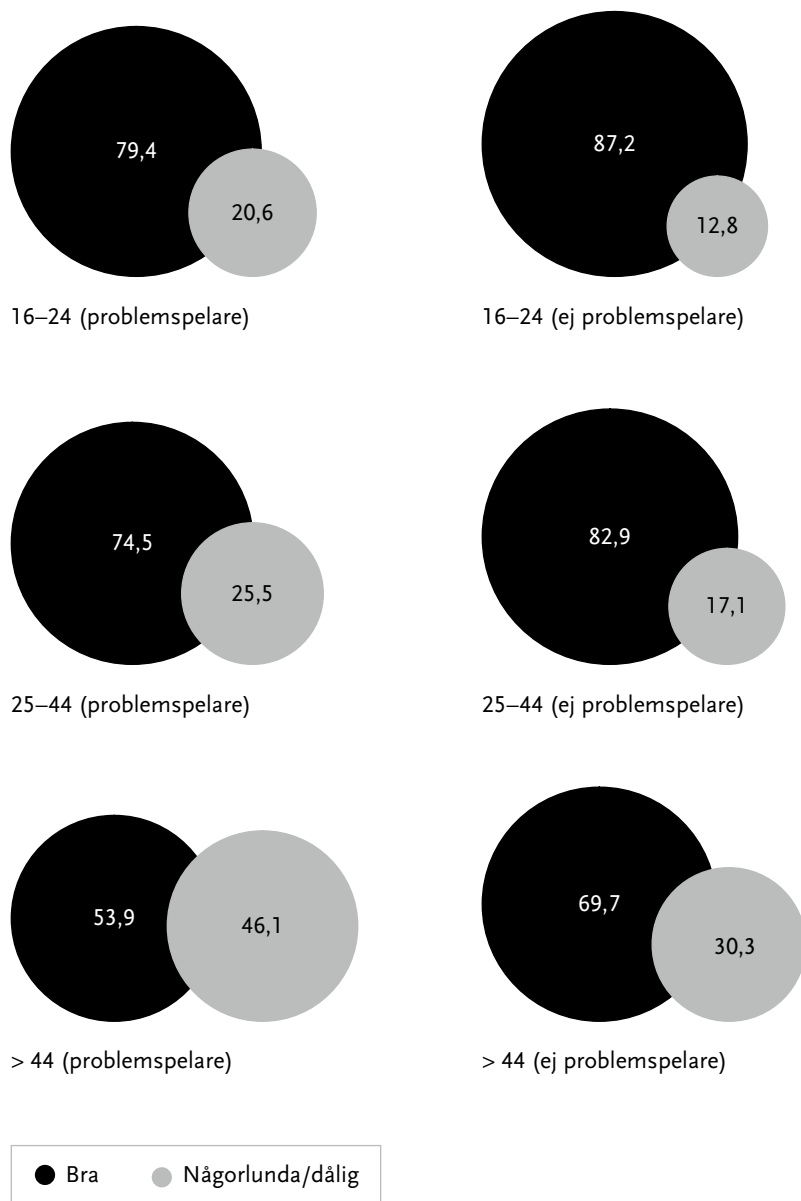 79,4
20,6
87,2
12,8
16–24 (problemspelare)
16–24 (ej problemspelare)
74,5
25,5
82,9
17,1
25–44 (problemspelare)
25–44 (ej problemspelare)
53,9
46,1
69,7
30,3
> 44 (problemspelare)
> 44 (ej problemspelare)
Bra
Någorlunda/dålig